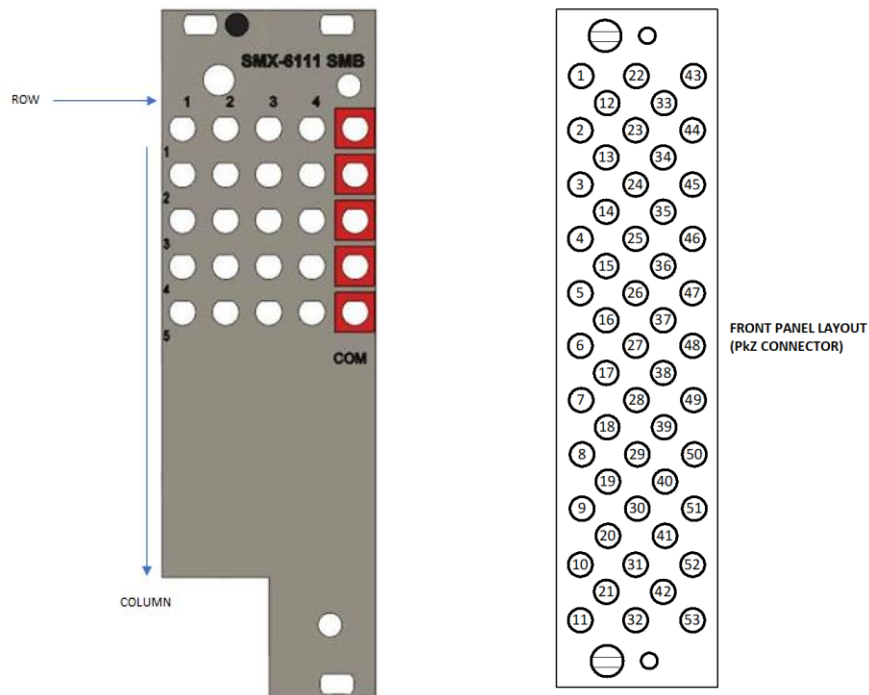 SMX-6111 SMB
ROW
1 2 3 4
1
2
3
4
5
COM
COLUMN
1 22 43
12 33
2 23 44
13 34
3 24 45
14 35
4 25 46
15 36
5 26 47
16 37
6 27 48
17 38
7 28 49
18 39
8 29 50
19 40
9 30 51
20 41
10 31 52
21 42
11 32 53
FRONT PANEL LAYOUT
(PkZ CONNECTOR)